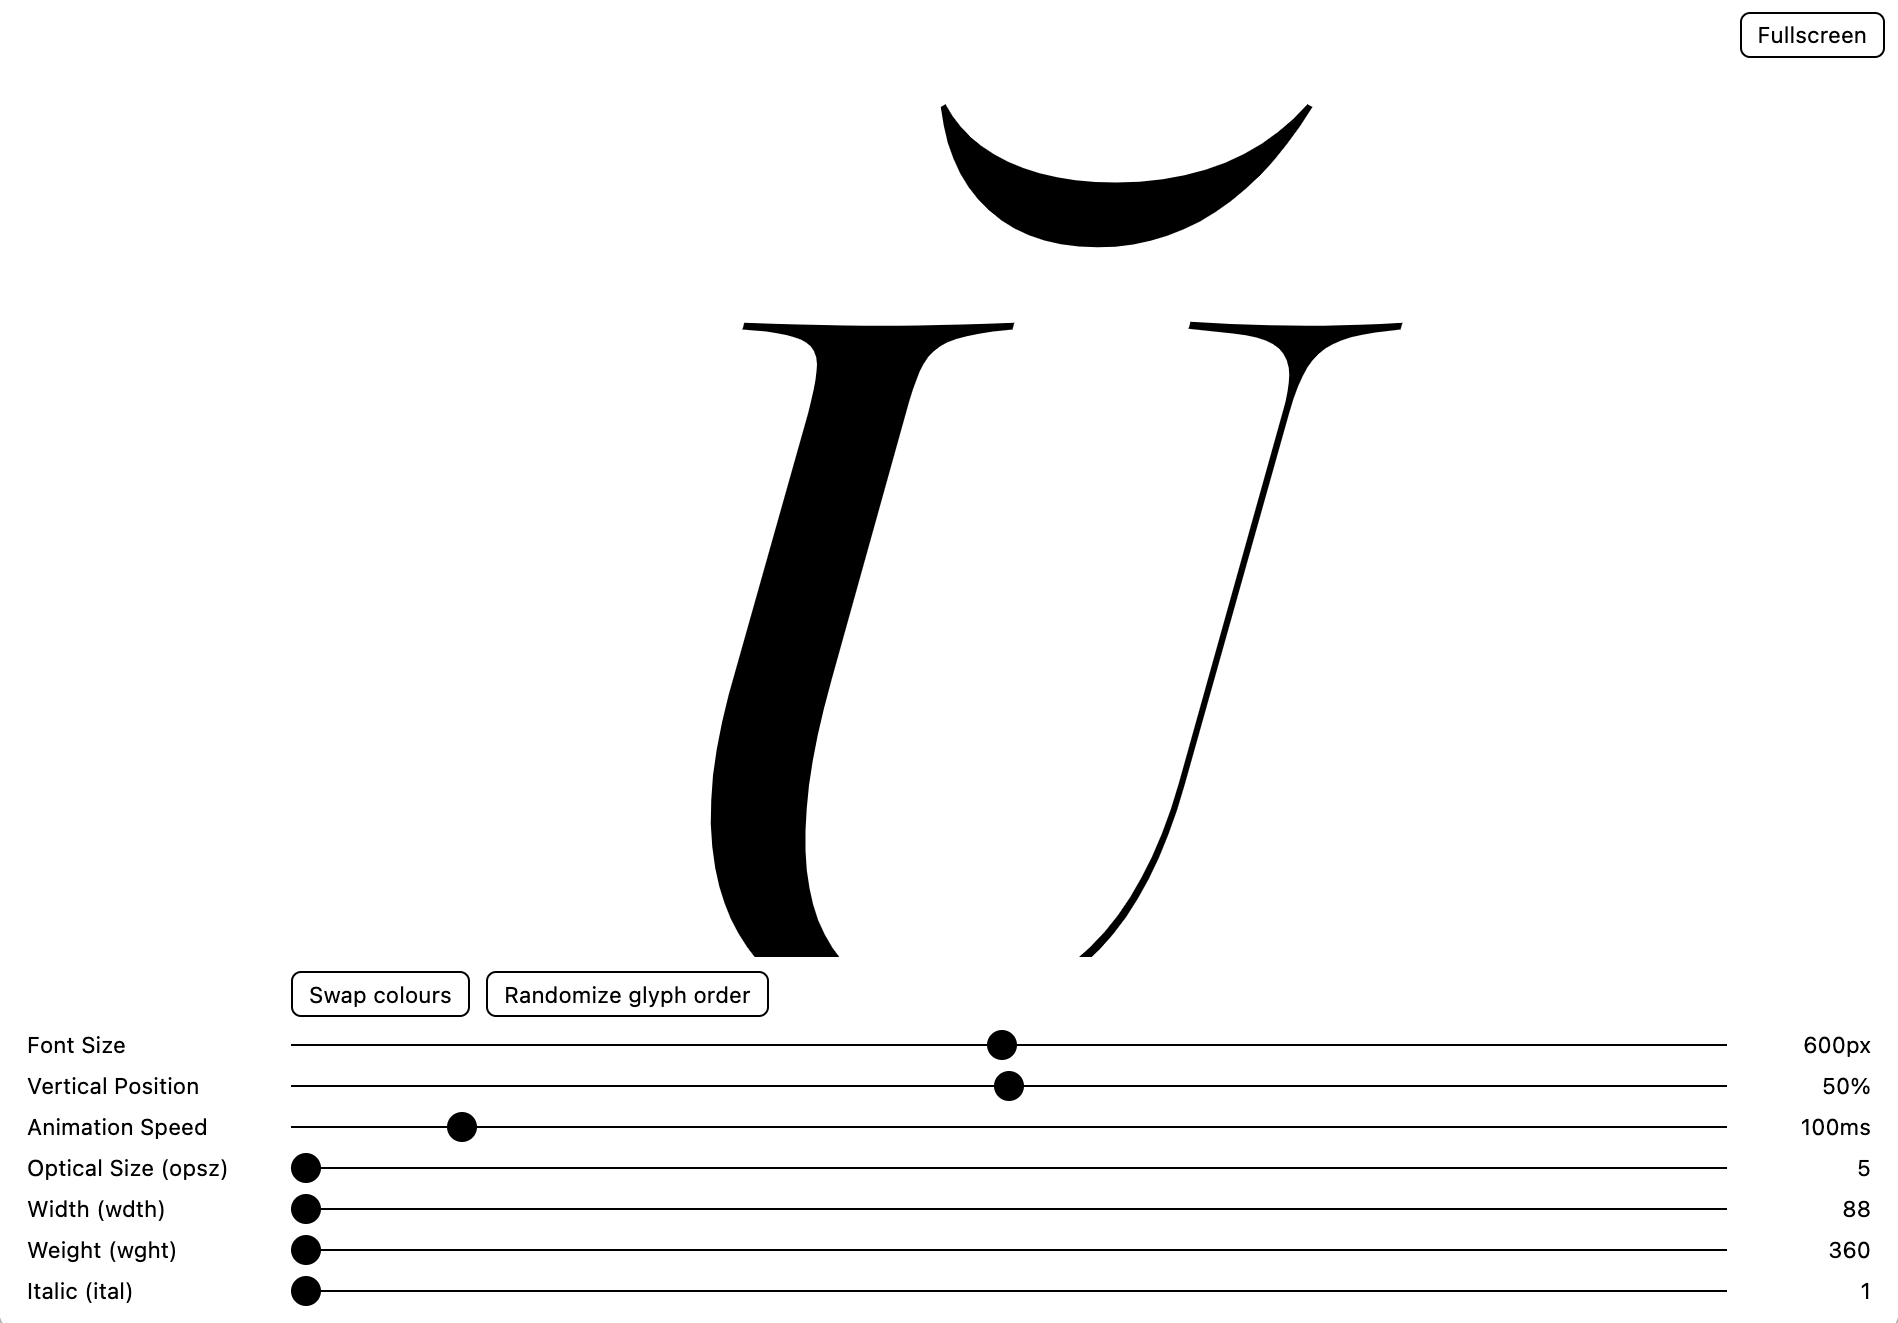 Fullscreen
Ŭ
Swap colours Randomize glyph order
Font Size 600px
Vertical Position 50%
Animation Speed 100ms
Optical Size (opsz) 5
Width (wdth) 88
Weight (wght) 360
Italic (ital) 1